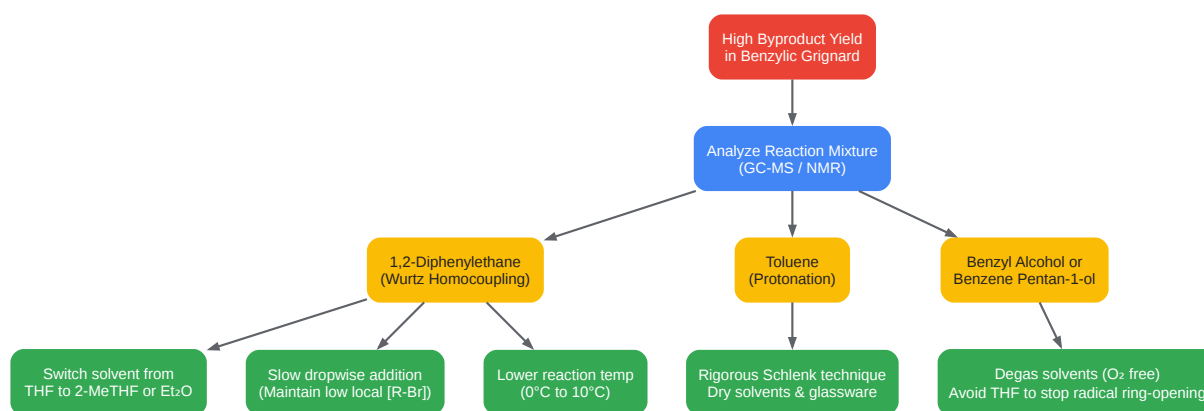 High Byproduct Yield
in Benzylic Grignard
Analyze Reaction Mixture
(GC-MS / NMR)
1,2-Diphenylethane
(Wurtz Homocoupling)
Toluene
(Protonation)
Benzyl Alcohol or
Benzene Pentan-1-ol
Switch solvent from
THF to 2-MeTHF or Et₂O
Slow dropwise addition
(Maintain low local [R-Br])
Lower reaction temp
(0°C to 10°C)
Rigorous Schlenk technique
Dry solvents & glassware
Degas solvents (O₂ free)
Avoid THF to stop radical ring-opening